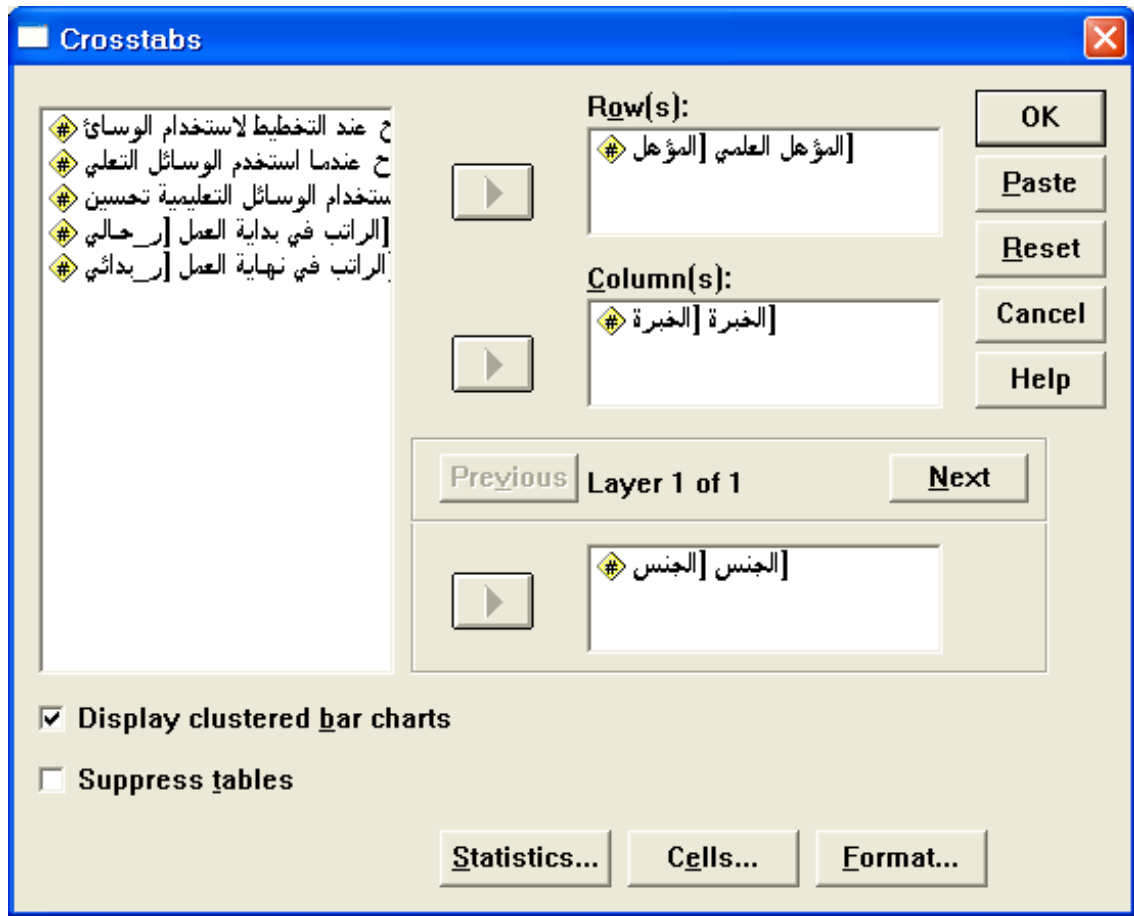 Crosstabs
ح عند التخطيط لاستخدام الوسائ
ح عندما استخدم الوسائل التعلي
ستخدام الوسائل التعليمية تحسين
الراتب في بداية العمل [ر_حالي]
الراتب في نهاية العمل [ر_بدائي]
Row(s):
المؤهل العلمي [المؤهل]
Column(s):
الخبرة [الخبرة]
Previous
Layer 1 of 1
Next
الجنس [الجنس]
OK
Paste
Reset
Cancel
Help
Display clustered bar charts
Suppress tables
Statistics...
Cells...
Format...